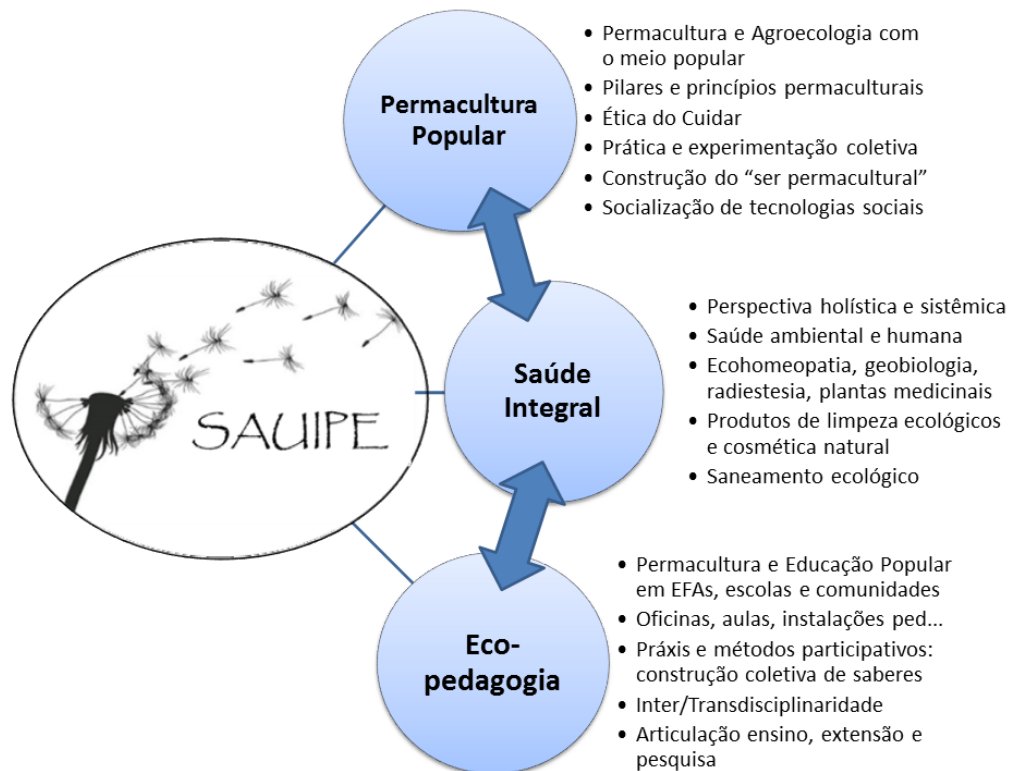 Permacultura
Popular
• Permacultura e Agroecologia com
o meio popular
• Pilares e princípios permaculturais
• Ética do Cuidar
• Prática e experimentação coletiva
• Construção do “ser permacultural”
• Socialização de tecnologias sociais
SAUIPE
Saúde
Integral
• Perspectiva holística e sistêmica
• Saúde ambiental e humana
• Ecohomeopatia, geobiologia,
radiestesia, plantas medicinais
• Produtos de limpeza ecológicos
e cosmética natural
• Saneamento ecológico
Eco-
pedagogia
• Permacultura e Educação Popular
em EFAs, escolas e comunidades
• Oficinas, aulas, instalações ped...
• Práxis e métodos participativos:
construção coletiva de saberes
• Inter/Transdisciplinaridade
• Articulação ensino, extensão e
pesquisa